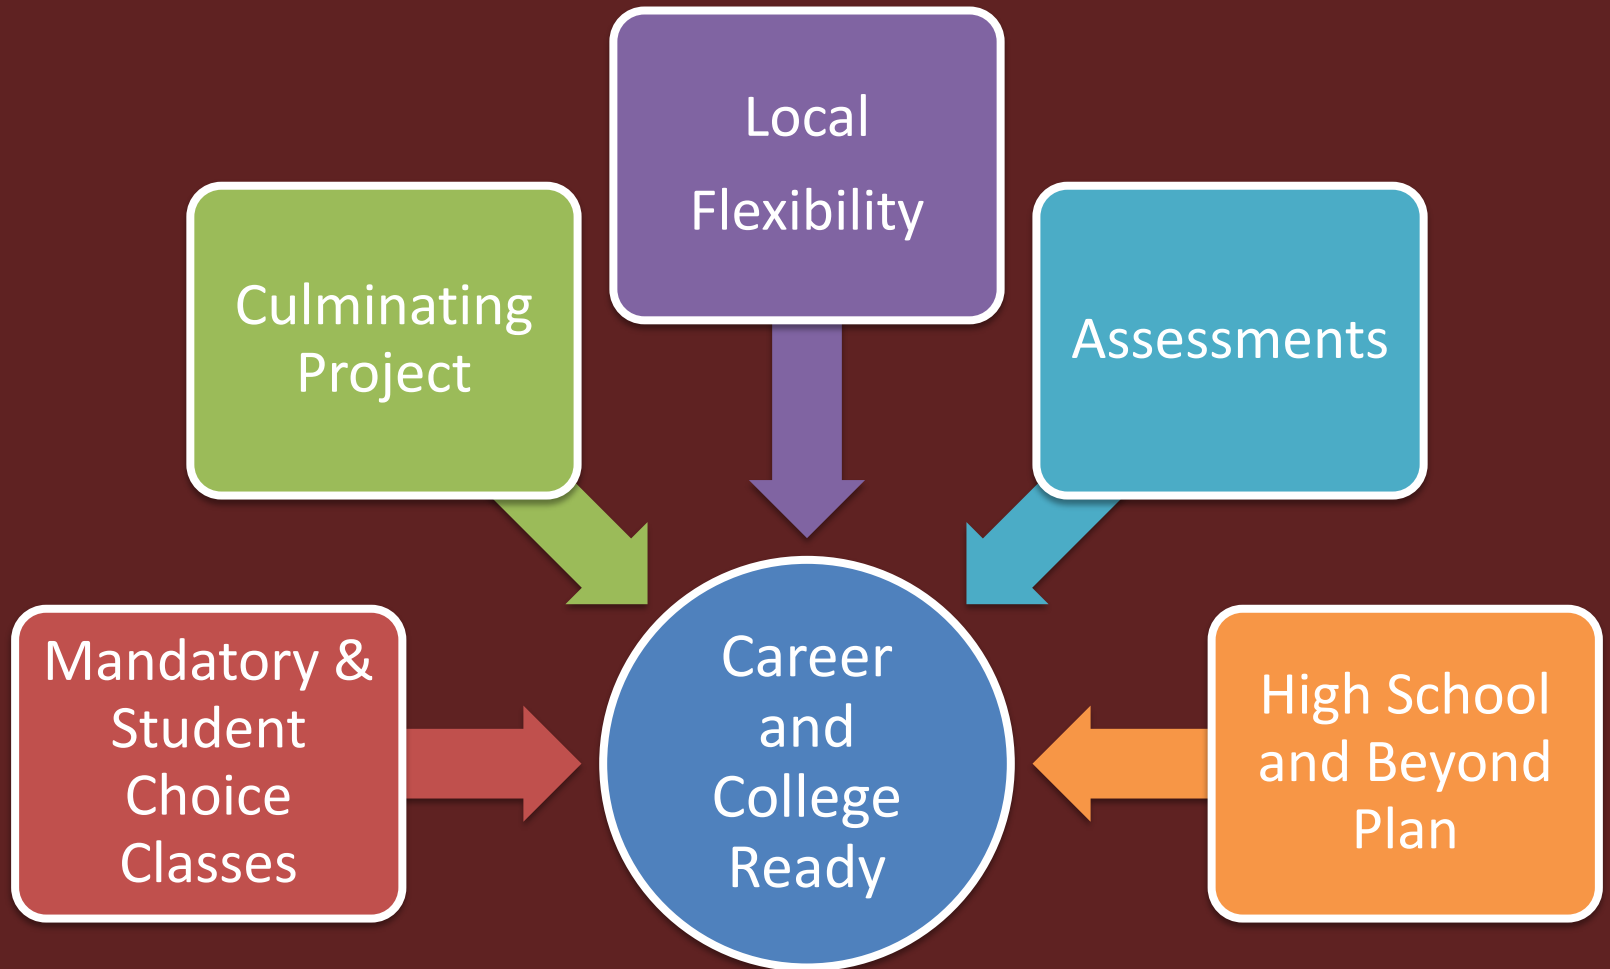 Local
Flexibility
Culminating
Project
Assessments
Mandatory &
Student
Choice
Classes
Career
and
College
Ready
High School
and Beyond
Plan